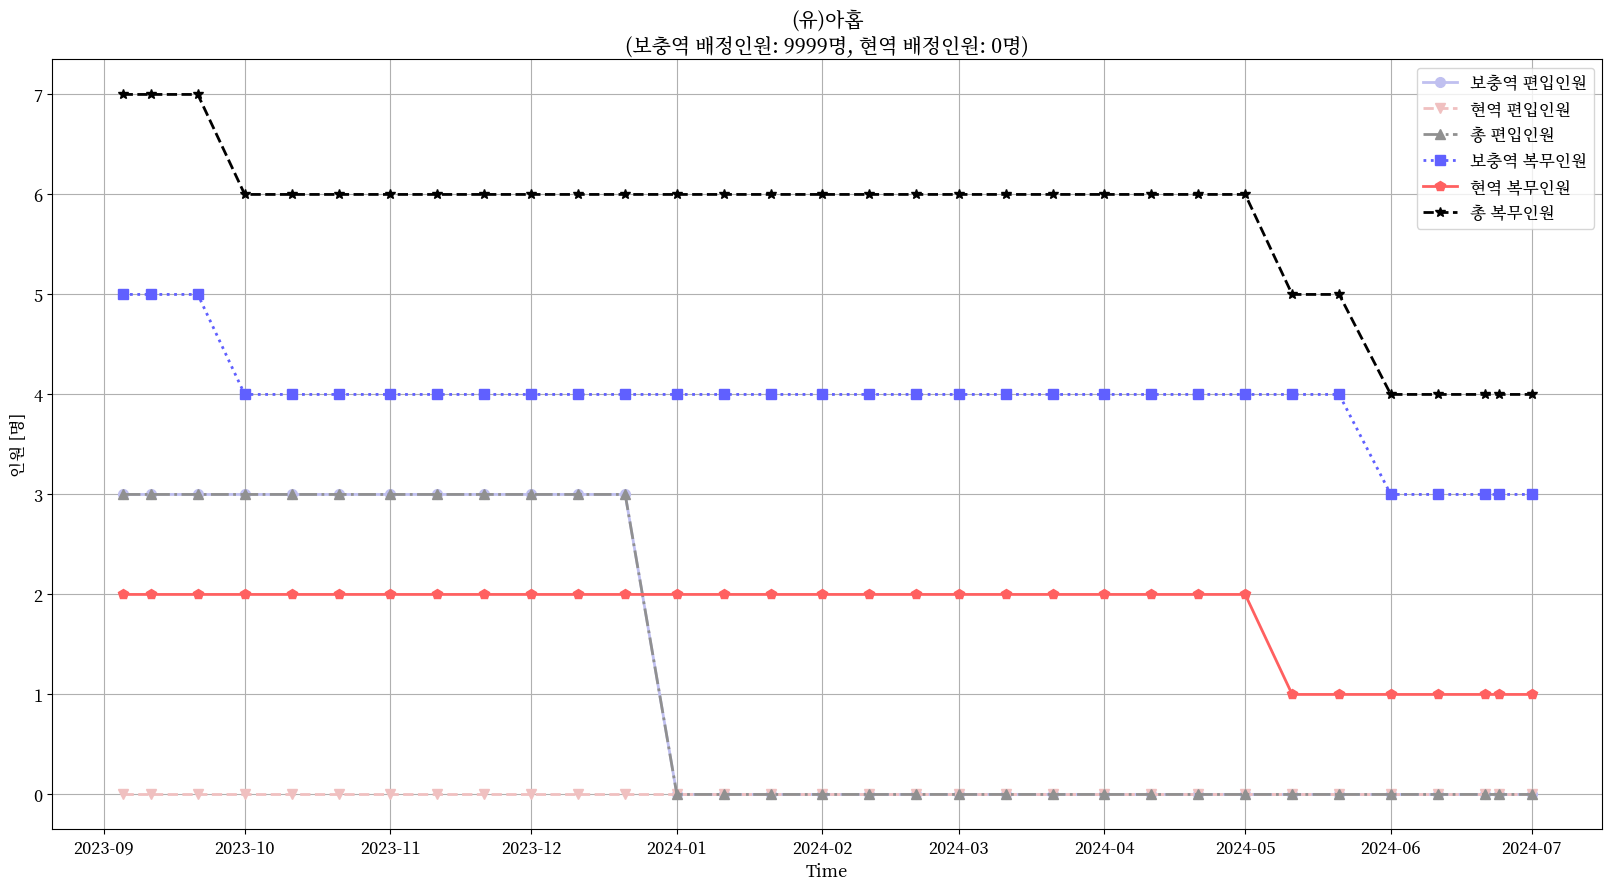 (유)아홉
(보충역 배정인원: 9999명, 현역 배정인원: 0명)
보충역 편입인원
현역 편입인원
총 편입인원
보충역 복무인원
현역 복무인원
총 복무인원
인원 [명]
7
6
5
4
3
2
1
0
2023-09 2023-10 2023-11 2023-12 2024-01 2024-02 2024-03 2024-04 2024-05 2024-06 2024-07
Time